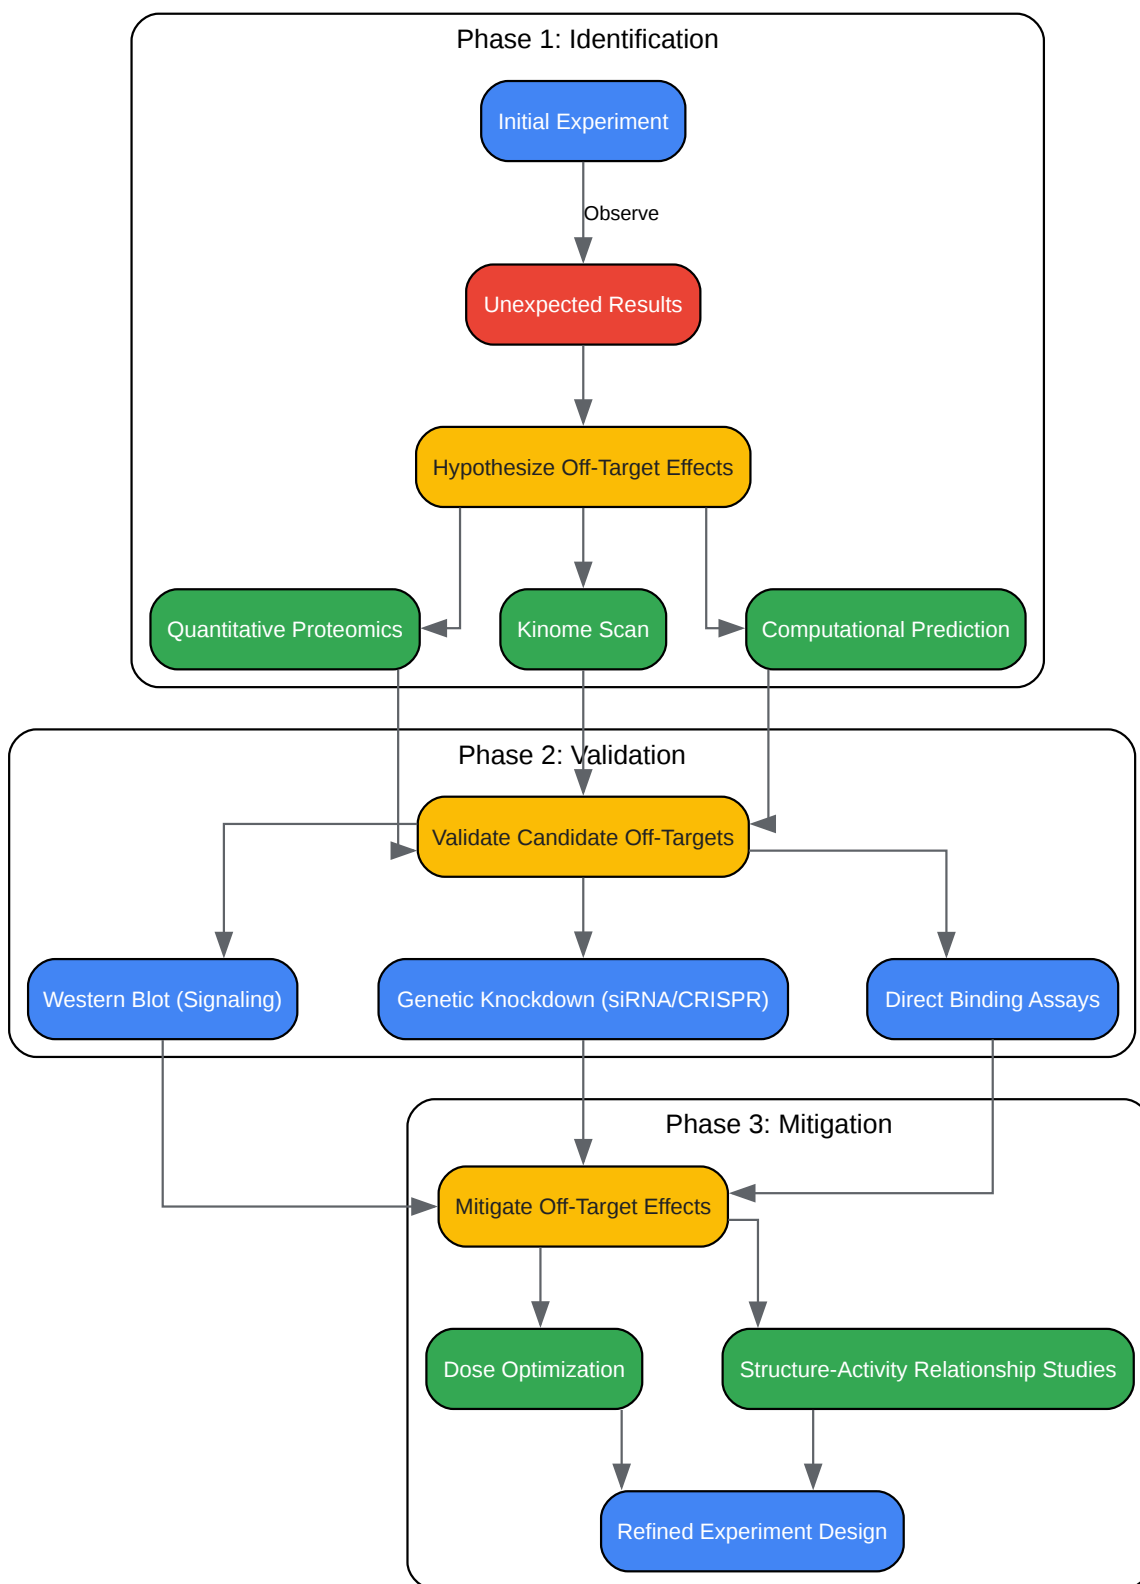 Phase 1: Identification
Initial Experiment
Observe
Unexpected Results
Hypothesize Off-Target Effects
Quantitative Proteomics
Kinome Scan
Computational Prediction
Phase 2: Validation
Validate Candidate Off-Targets
Western Blot (Signaling)
Genetic Knockdown (siRNA/CRISPR)
Direct Binding Assays
Phase 3: Mitigation
Mitigate Off-Target Effects
Dose Optimization
Structure-Activity Relationship Studies
Refined Experiment Design